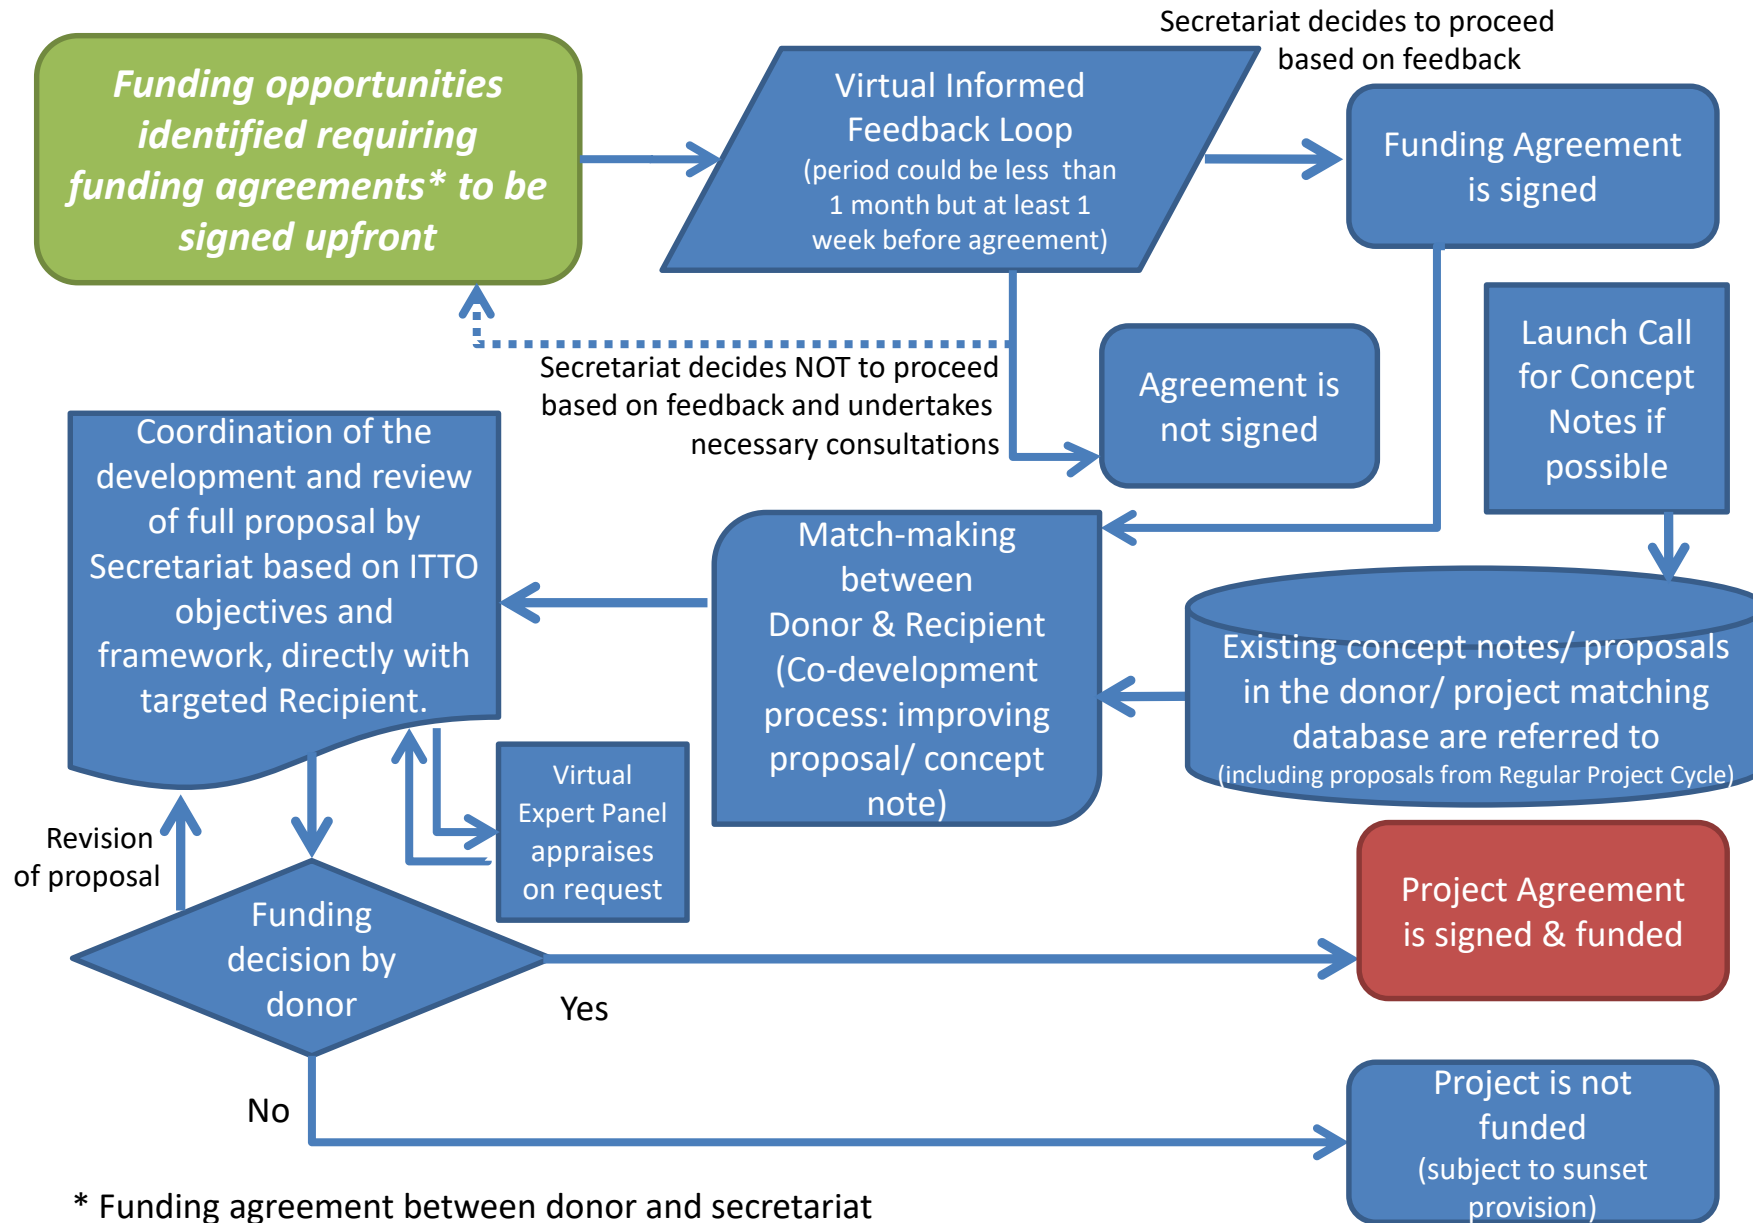 Secretariat decides to proceed
based on feedback
Funding opportunities
identified requiring
funding agreements* to be
signed upfront
Virtual Informed
Feedback Loop
(period could be less than
1 month but at least 1
week before agreement)
Funding Agreement
is signed
Secretariat decides NOT to proceed
based on feedback and undertakes
necessary consultations
Agreement is
not signed
Launch Call
for Concept
Notes if
possible
Coordination of the
development and review
of full proposal by
Secretariat based on ITTO
objectives and
framework, directly with
targeted Recipient.
Match-making
between
Donor & Recipient
(Co-development
process: improving
proposal/ concept
note)
Existing concept notes/ proposals
in the donor/ project matching
database are referred to
(including proposals from Regular Project Cycle)
Virtual
Expert Panel
appraises
on request
Revision
of proposal
Funding
decision by
donor
Yes
Project Agreement
is signed & funded
No
Project is not
funded
(subject to sunset
provision)
* Funding agreement between donor and secretariat